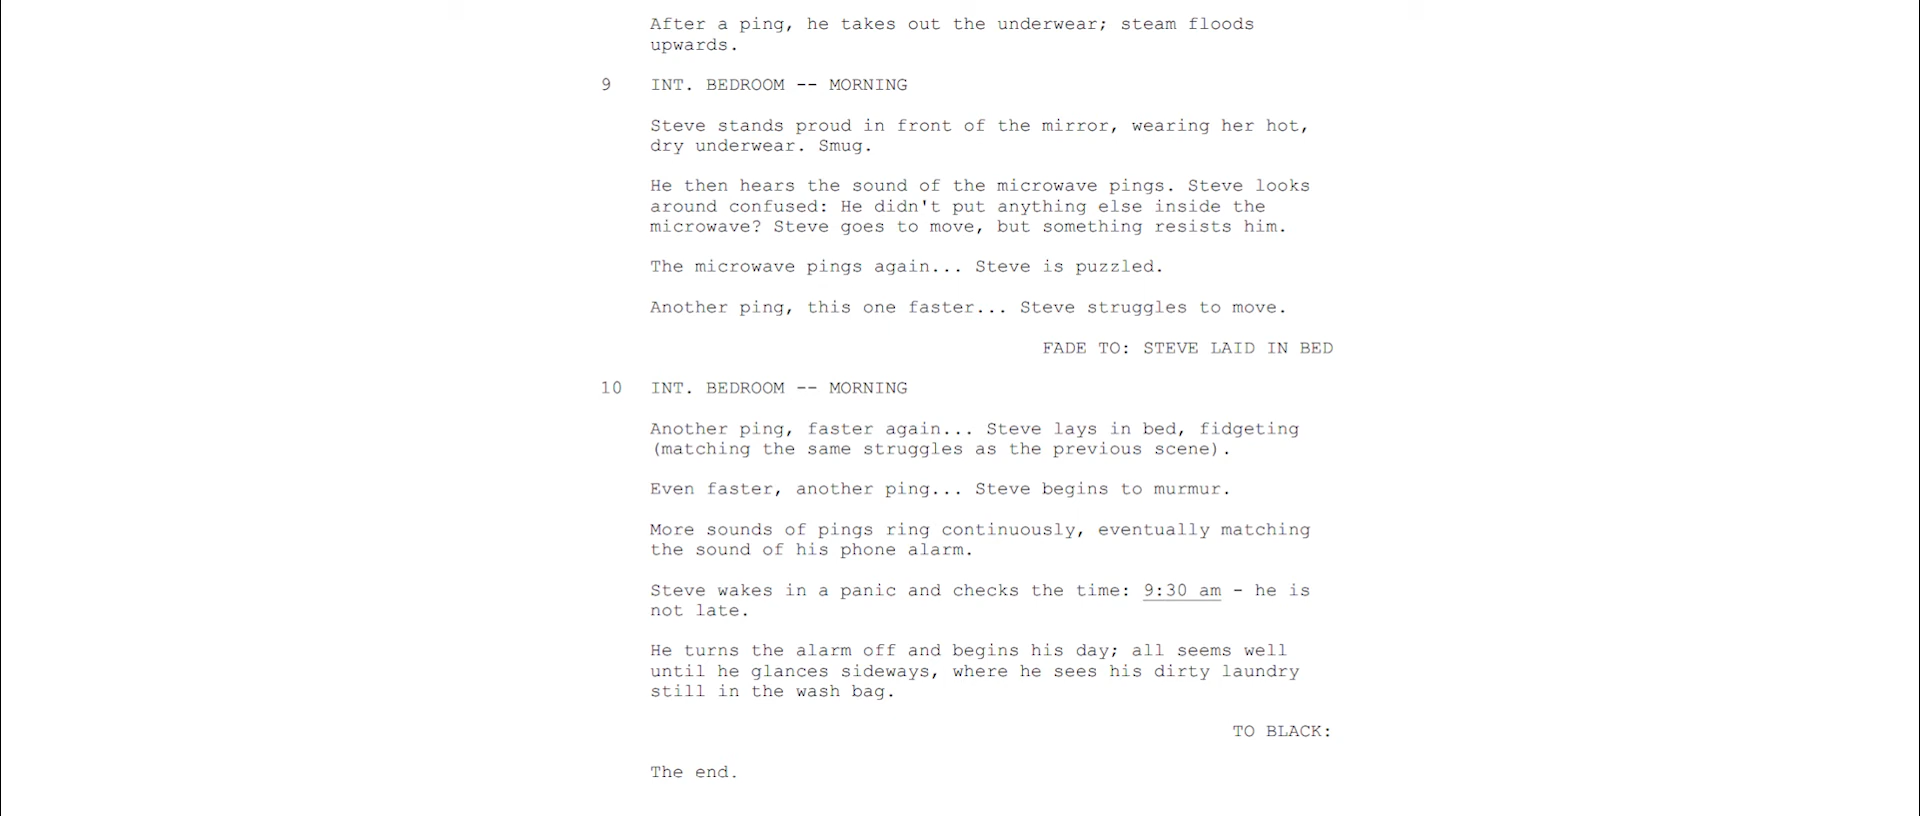 After a ping, he takes out the underwear; steam floods
upwards.
9 INT. BEDROOM -- MORNING
Steve stands proud in front of the mirror, wearing her hot,
dry underwear. Smug.
He then hears the sound of the microwave pings. Steve looks
around confused: He didn't put anything else inside the
microwave? Steve goes to move, but something resists him.
The microwave pings again... Steve is puzzled.
Another ping, this one faster... Steve struggles to move.
FADE TO: STEVE LAID IN BED
10 INT. BEDROOM -- MORNING
Another ping, faster again... Steve lays in bed, fidgeting
(matching the same struggles as the previous scene).
Even faster, another ping... Steve begins to murmur.
More sounds of pings ring continuously, eventually matching
the sound of his phone alarm.
Steve wakes in a panic and checks the time: 9:30 am - he is
not late.
He turns the alarm off and begins his day; all seems well
until he glances sideways, where he sees his dirty laundry
still in the wash bag.
TO BLACK:
The end.